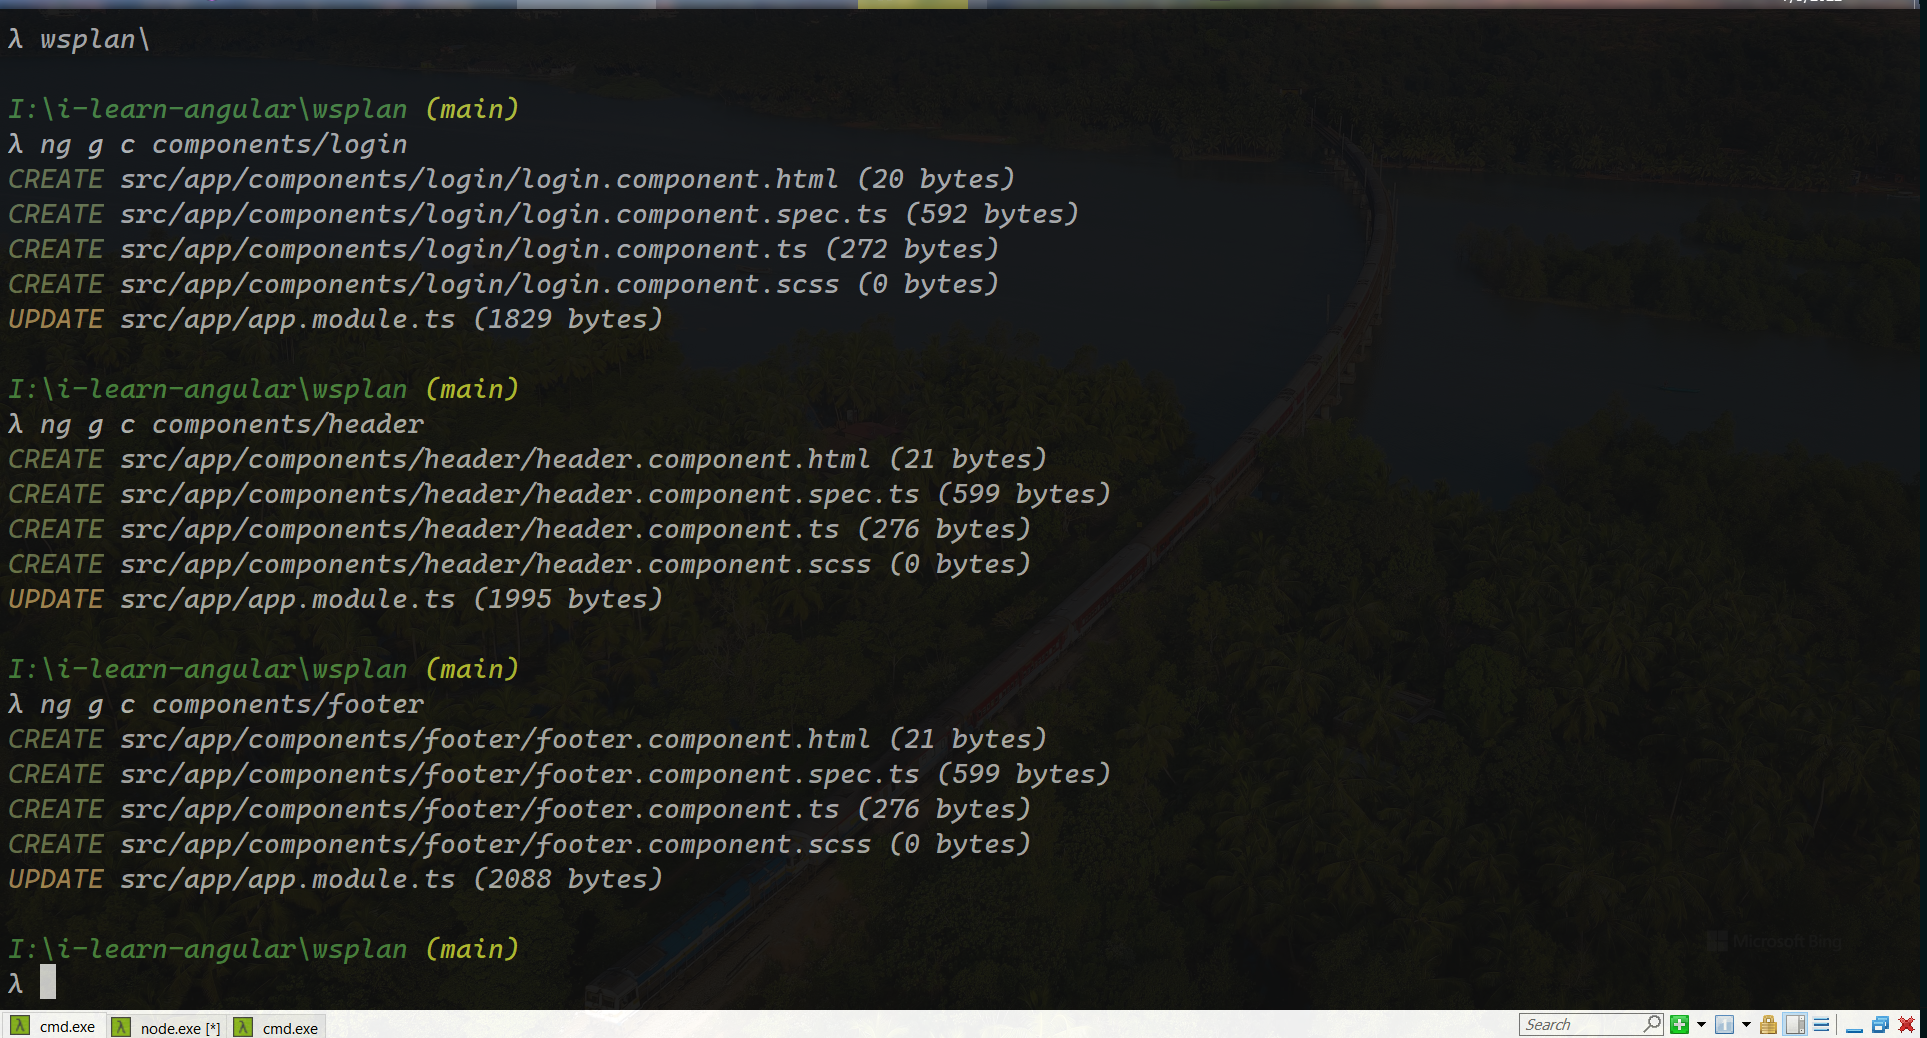 λ wsplan\
I:\i-learn-angular\wsplan (main)
λ ng g c components/login
CREATE src/app/components/login/login.component.html (20 bytes)
CREATE src/app/components/login/login.component.spec.ts (592 bytes)
CREATE src/app/components/login/login.component.ts (272 bytes)
CREATE src/app/components/login/login.component.scss (0 bytes)
UPDATE src/app/app.module.ts (1829 bytes)
I:\i-learn-angular\wsplan (main)
λ ng g c components/header
CREATE src/app/components/header/header.component.html (21 bytes)
CREATE src/app/components/header/header.component.spec.ts (599 bytes)
CREATE src/app/components/header/header.component.ts (276 bytes)
CREATE src/app/components/header/header.component.scss (0 bytes)
UPDATE src/app/app.module.ts (1995 bytes)
I:\i-learn-angular\wsplan (main)
λ ng g c components/footer
CREATE src/app/components/footer/footer.component.html (21 bytes)
CREATE src/app/components/footer/footer.component.spec.ts (599 bytes)
CREATE src/app/components/footer/footer.component.ts (276 bytes)
CREATE src/app/components/footer/footer.component.scss (0 bytes)
UPDATE src/app/app.module.ts (2088 bytes)
I:\i-learn-angular\wsplan (main)
Microsoft Bing
λ
λ cmd.exe λ node.exe [*] λ cmd.exe Search